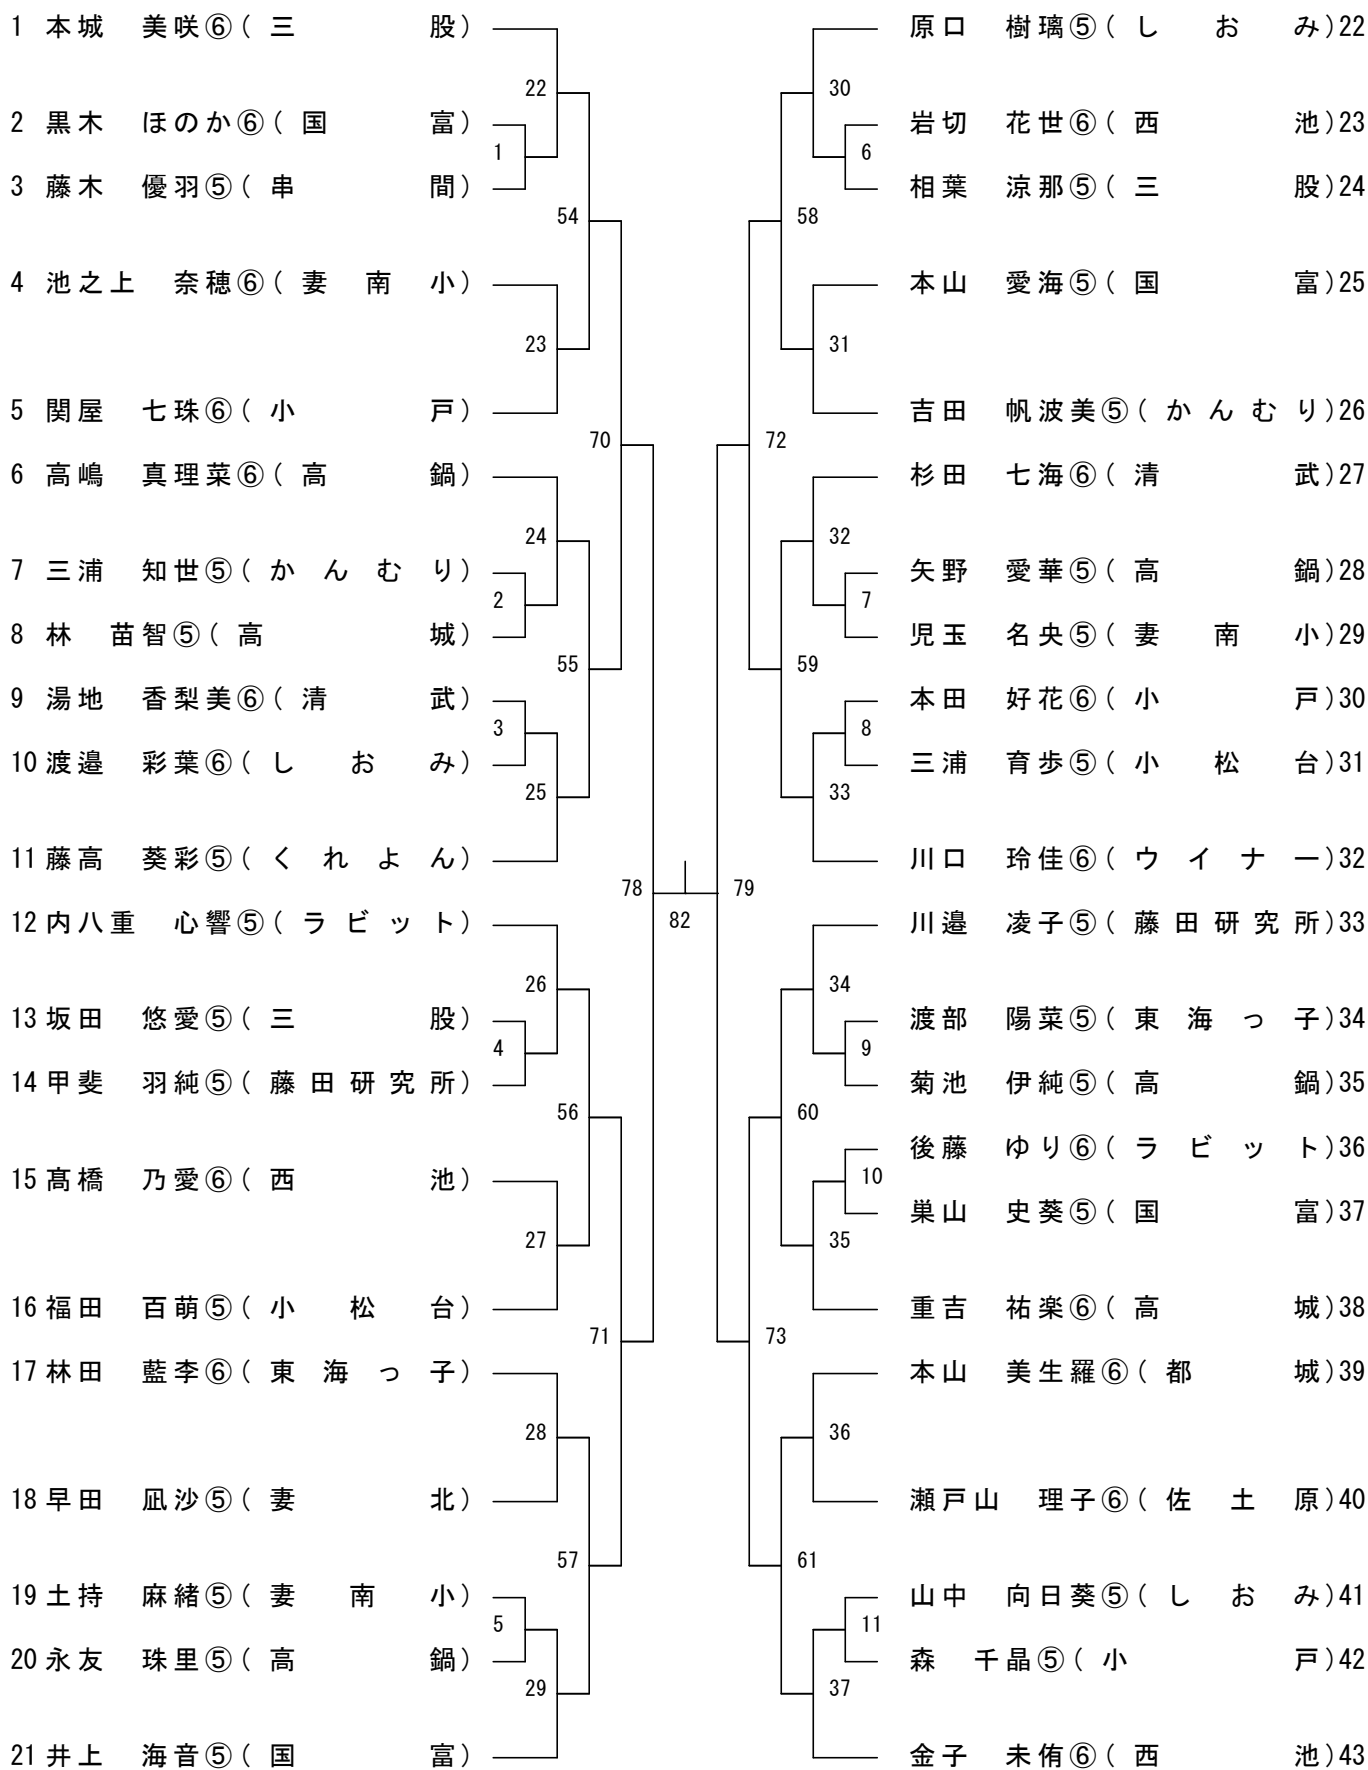 1 本城 美咲⑥(三股)
22
2 黒木 ほのか⑥(国富)
1
3 藤木 優羽⑤(串間)
54
4 池之上 奈穂⑥(妻南小)
23
5 関屋 七珠⑥(小戸)
70
6 高嶋 真理菜⑥(高鍋)
24
7 三浦 知世⑤(かんむり)
2
8 林 苗智⑤(高城)
55
9 湯地 香梨美⑥(清武)
3
10 渡邉 彩葉⑥(しおみ)
25
11 藤高 葵彩⑤(くれよん)
78
12 内八重 心響⑤(ラビット)
26
13 坂田 悠愛⑤(三股)
4
14 甲斐 羽純⑤(藤田研究所)
56
15 髙橋 乃愛⑥(西池)
27
16 福田 百萌⑤(小松台)
71
17 林田 藍李⑥(東海っ子)
28
18 早田 凪沙⑤(妻北)
57
19 土持 麻緒⑤(妻南小)
5
20 永友 珠里⑤(高鍋)
29
21 井上 海音⑤(国富)
82
原口 樹璃⑤(しおみ)22
30
岩切 花世⑥(西池)23
6
相葉 涼那⑤(三股)24
58
本山 愛海⑤(国富)25
31
吉田 帆波美⑤(かんむり)26
72
杉田 七海⑥(清武)27
32
矢野 愛華⑤(高鍋)28
7
児玉 名央⑤(妻南小)29
59
本田 好花⑥(小戸)30
8
三浦 育歩⑤(小松台)31
33
川口 玲佳⑥(ウイナー)32
79
川邉 凌子⑤(藤田研究所)33
34
渡部 陽菜⑤(東海っ子)34
9
菊池 伊純⑤(高鍋)35
60
後藤 ゆり⑥(ラビット)36
10
巣山 史葵⑤(国富)37
35
重吉 祐楽⑥(高城)38
73
本山 美生羅⑥(都城)39
36
瀬戸山 理子⑥(佐土原)40
61
山中 向日葵⑤(しおみ)41
11
森 千晶⑤(小戸)42
37
金子 未侑⑥(西池)43